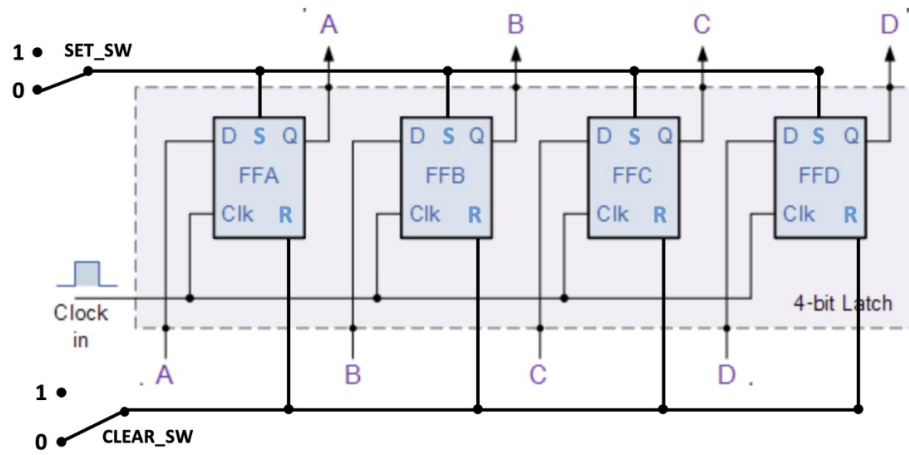 A B C D
1 SET_SW
0
D S Q D S Q D S Q D S Q
FFA FFB FFC FFD
Clk R Clk R Clk R Clk R
Clock
in
4-bit Latch
A B C D
1
0 CLEAR_SW